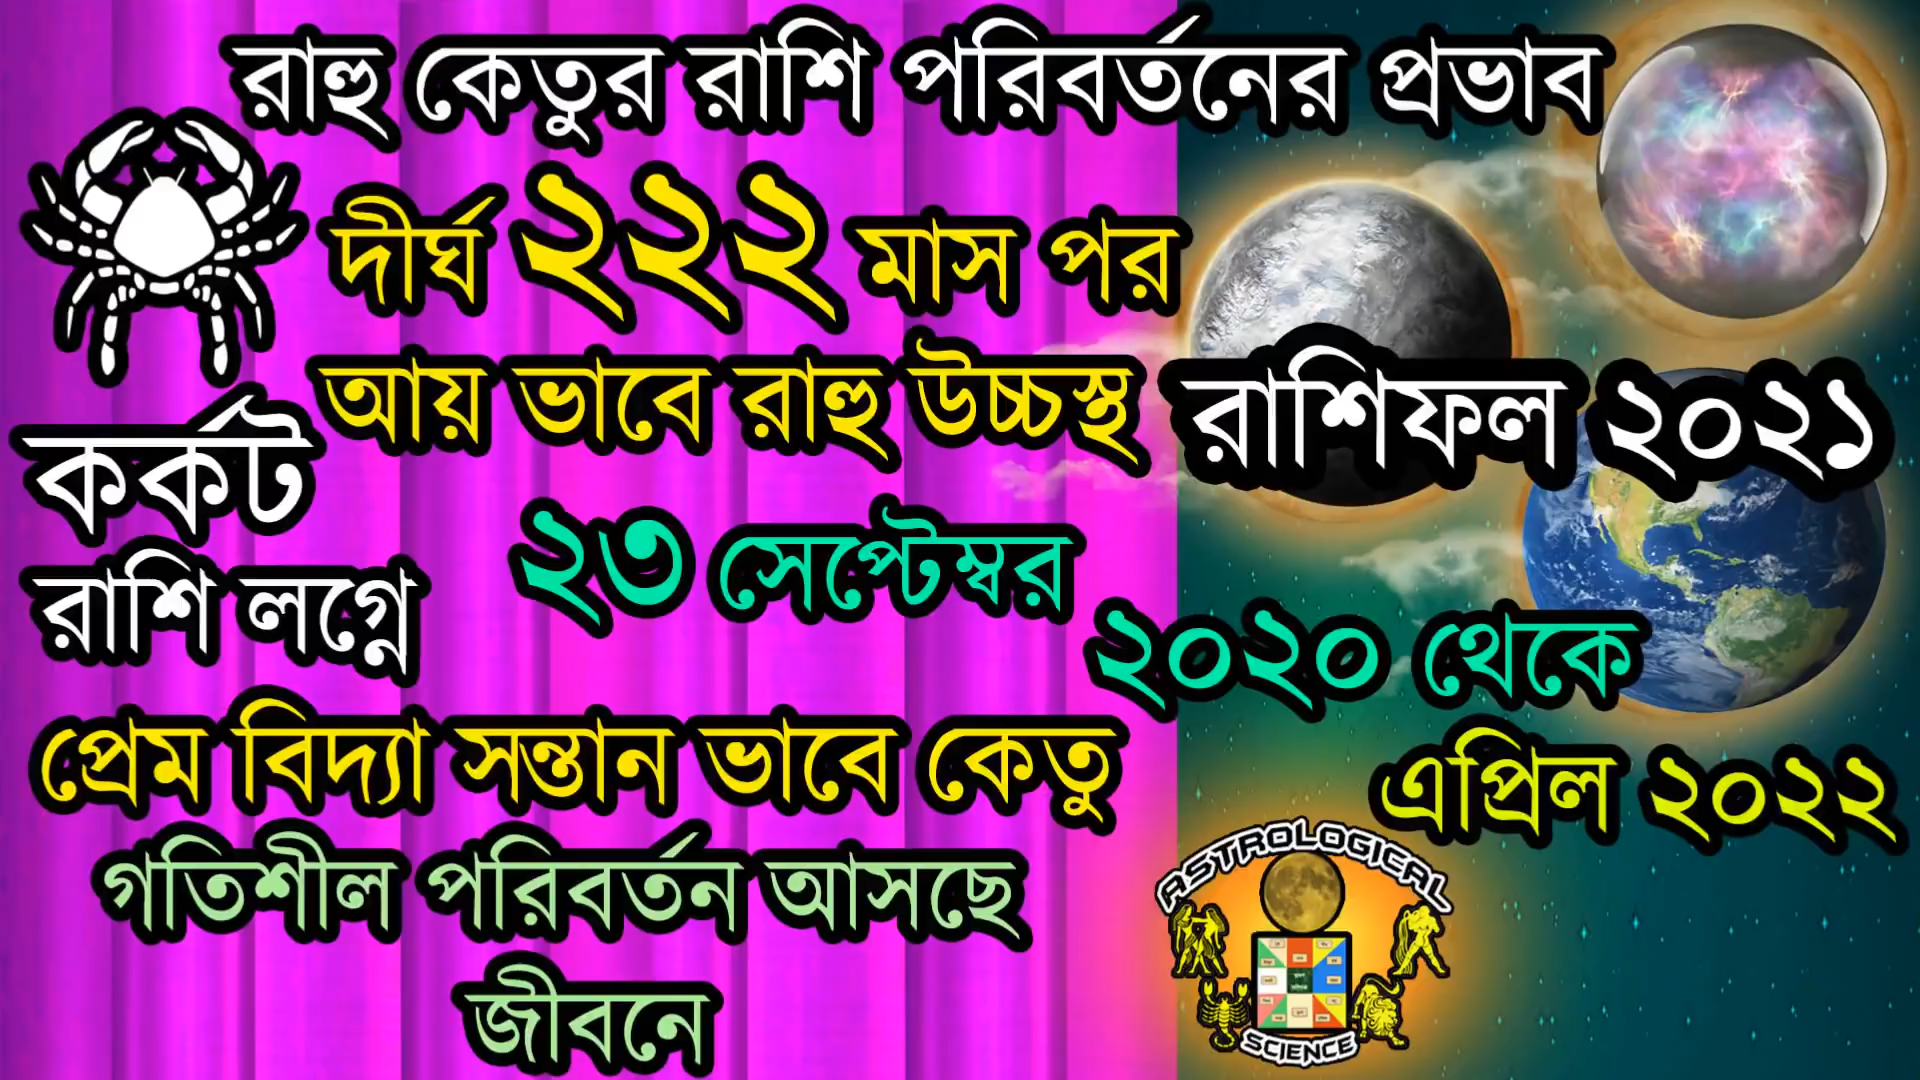 রাহু কেতুর রাশি পরিবর্তনের প্রভাব
দীর্ঘ ২২২ মাস পর
আয় ভাবে রাহু উচ্চস্থ
রাশিফল ২০২১
কর্কট
রাশি লগ্নে
২৩ সেপ্টেম্বর
২০২০ থেকে
এপ্রিল ২০২২
প্রেম বিদ্যা সন্তান ভাবে কেতু
গতিশীল পরিবর্তন আসছে
জীবনে
ASTROLOGICAL
SCIENCE